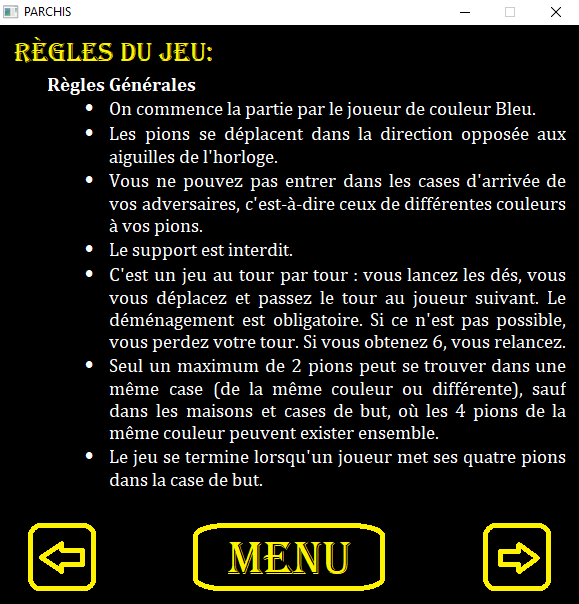 PARCHIS
RÈGLES DU JEU:
Règles Générales
• On commence la partie par le joueur de couleur Bleu.
• Les pions se déplacent dans la direction opposée aux
aiguilles de l'horloge.
• Vous ne pouvez pas entrer dans les cases d'arrivée de
vos adversaires, c'est-à-dire ceux de différentes couleurs
à vos pions.
• Le support est interdit.
• C'est un jeu au tour par tour : vous lancez les dés, vous
vous déplacez et passez le tour au joueur suivant. Le
déménagement est obligatoire. Si ce n'est pas possible,
vous perdez votre tour. Si vous obtenez 6, vous relancez.
• Seul un maximum de 2 pions peut se trouver dans une
même case (de la même couleur ou différente), sauf
dans les maisons et cases de but, où les 4 pions de la
même couleur peuvent exister ensemble.
• Le jeu se termine lorsqu'un joueur met ses quatre pions
dans la case de but.
MENU